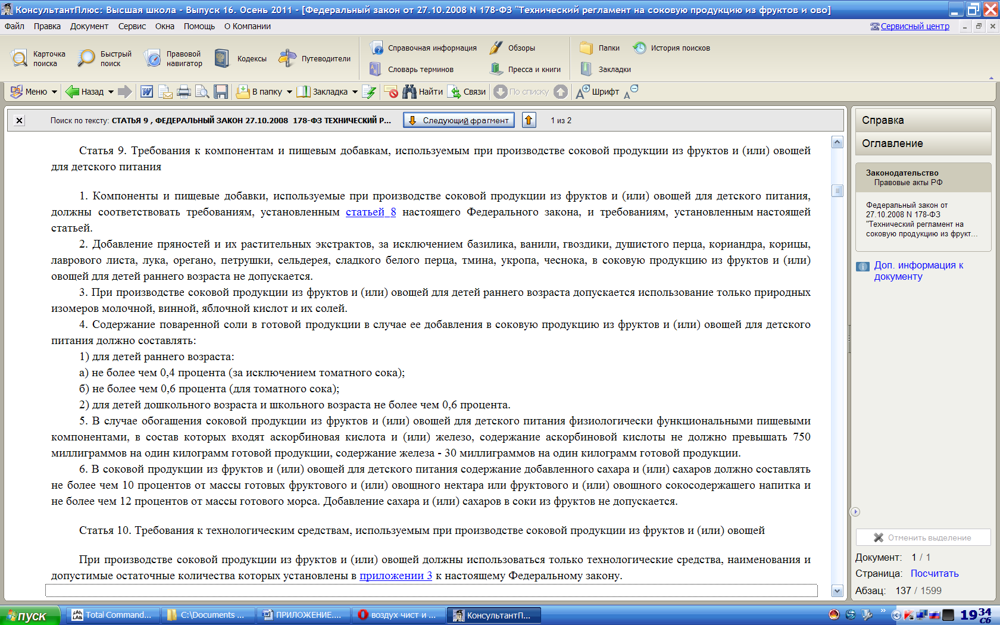 КонсультантПлюс: Высшая школа - Выпуск 16. Осень 2011 - [Федеральный закон от 27.10.2008 N 178-ФЗ "Технический регламент на соковую продукцию из фруктов и ово]
Файл Правка Документ Сервис Окна Помощь О Компании Сервисный центр
Карточка поиска
Быстрый поиск
Правовой навигатор
Кодексы
Путеводители
Справочная информация
Словарь терминов
Обзоры
Пресса и книги
Папки
Закладки
История поисков
Меню Назад В папку Закладка Найти Связи По списку Шрифт
Поиск по тексту: СТАТЬЯ 9 , ФЕДЕРАЛЬНЫЙ ЗАКОН 27.10.2008 178-ФЗ ТЕХНИЧЕСКИЙ Р... Следующий фрагмент 1 из 2
Статья 9. Требования к компонентам и пищевым добавкам, используемым при производстве соковой продукции из фруктов и (или) овощей
для детского питания
1. Компоненты и пищевые добавки, используемые при производстве соковой продукции из фруктов и (или) овощей для детского питания,
должны соответствовать требованиям, установленным статьей 8 настоящего Федерального закона, и требованиям, установленным настоящей
статьей.
2. Добавление пряностей и их растительных экстрактов, за исключением базилика, ванили, гвоздики, душистого перца, кориандра, корицы,
лаврового листа, лука, орегано, петрушки, сельдерея, сладкого белого перца, тмина, укропа, чеснока, в соковую продукцию из фруктов и (или)
овощей для детей раннего возраста не допускается.
3. При производстве соковой продукции из фруктов и (или) овощей для детей раннего возраста допускается использование только природных
изомеров молочной, винной, яблочной кислот и их солей.
4. Содержание поваренной соли в готовой продукции в случае ее добавления в соковую продукцию из фруктов и (или) овощей для детского
питания должно составлять:
1) для детей раннего возраста:
а) не более чем 0,4 процента (за исключением томатного сока);
б) не более чем 0,6 процента (для томатного сока);
2) для детей дошкольного возраста и школьного возраста не более чем 0,6 процента.
5. В случае обогащения соковой продукции из фруктов и (или) овощей для детского питания физиологически функциональными пищевыми
компонентами, в состав которых входят аскорбиновая кислота и (или) железо, содержание аскорбиновой кислоты не должно превышать 750
миллиграммов на один килограмм готовой продукции, содержание железа - 30 миллиграммов на один килограмм готовой продукции.
6. В соковой продукции из фруктов и (или) овощей для детского питания содержание добавленного сахара и (или) сахаров должно составлять
не более чем 10 процентов от массы готовых фруктового и (или) овощного нектара или фруктового и (или) овощного сокосодержащего напитка и
не более чем 12 процентов от массы готового морса. Добавление сахара и (или) сахаров в соки из фруктов не допускается.
Статья 10. Требования к технологическим средствам, используемым при производстве соковой продукции из фруктов и (или) овощей
При производстве соковой продукции из фруктов и (или) овощей должны использоваться только технологические средства, наименования и
допустимые остаточные количества которых установлены в приложении 3 к настоящему Федеральному закону.
Справка
Оглавление
Законодательство
Правовые акты РФ
Федеральный закон от
27.10.2008 N 178-ФЗ
"Технический регламент на
соковую продукцию из фрукт...
Доп. информация к
документу
Отменить выделение
Документ: 1 / 1
Страница: Посчитать
Абзац: 137 / 1599
пуск Total Command... C:\Documents ... ПРИЛОЖЕНИЕ.... воздух чист и ... КонсультантП... 19 34 Сб